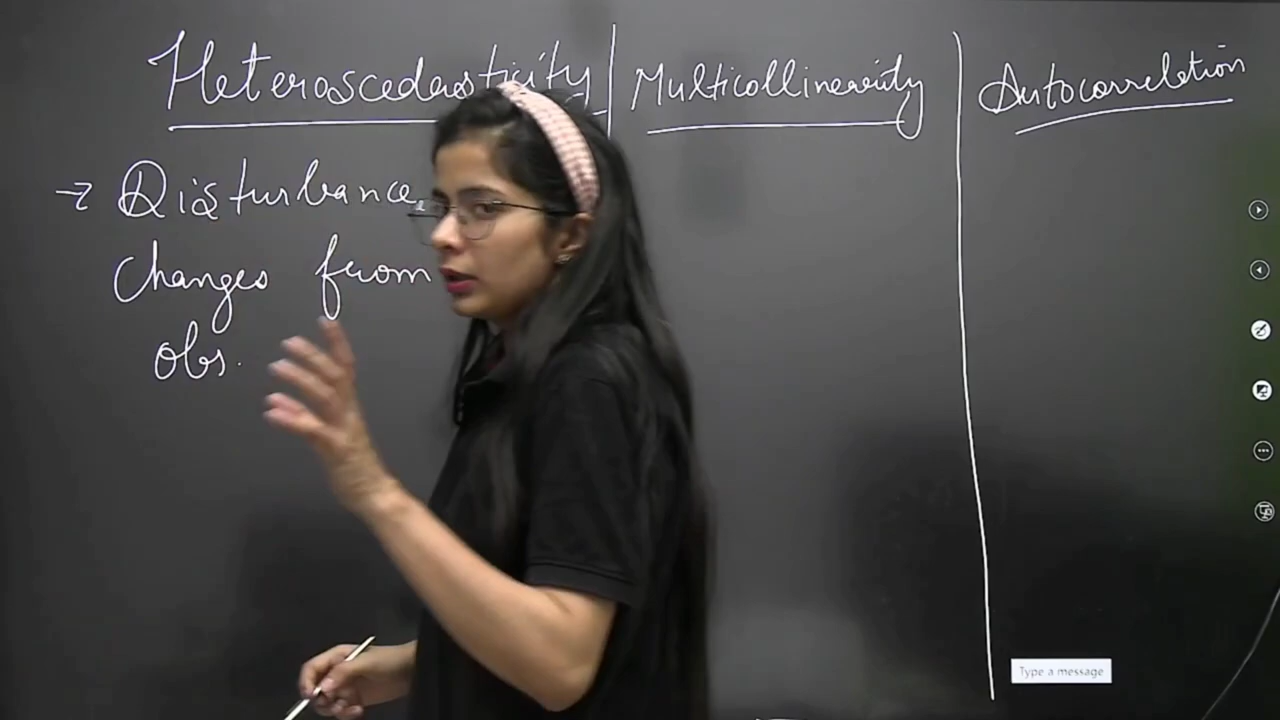 Heteroscedasticity
Multicollinearity
Autocorrelation
→ Disturbance
changes from
obs.
Type a message